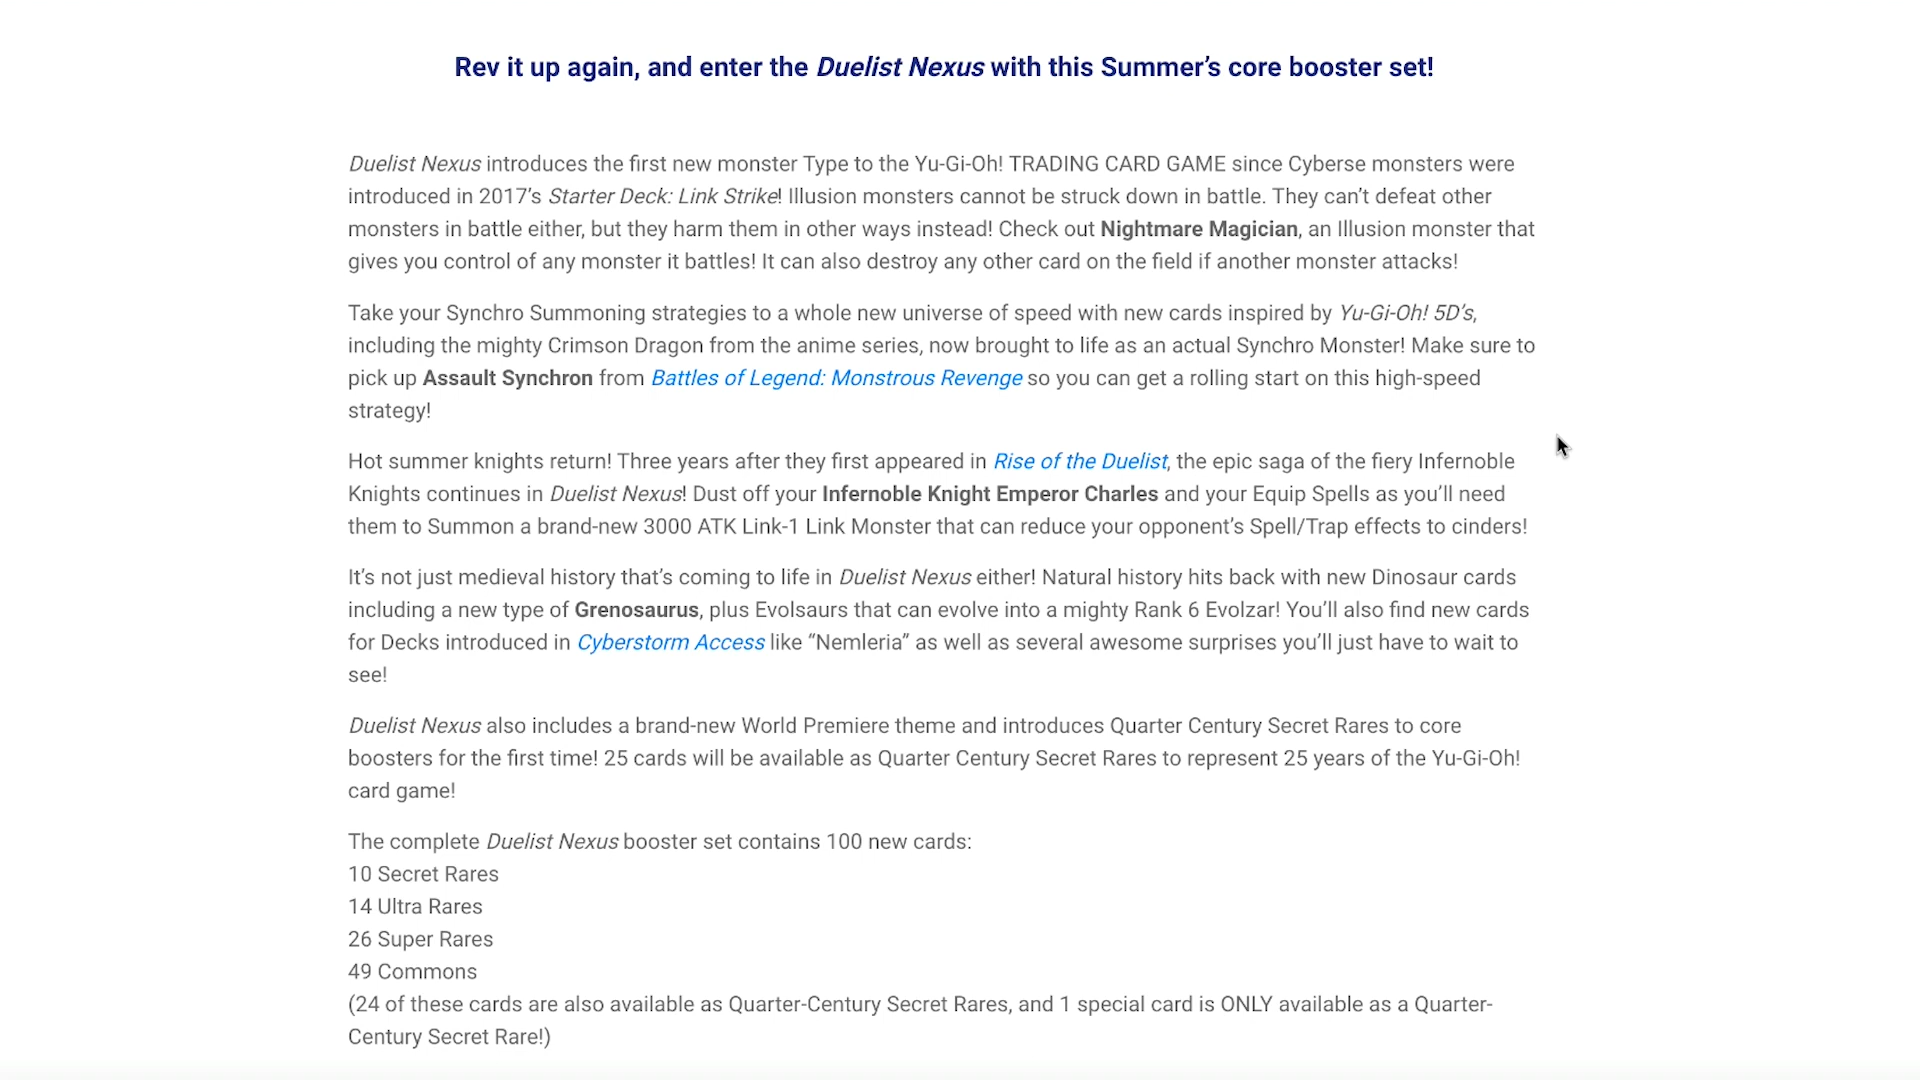 Rev it up again, and enter the Duelist Nexus with this Summer’s core booster set!
Duelist Nexus introduces the first new monster Type to the Yu-Gi-Oh! TRADING CARD GAME since Cyberse monsters were
introduced in 2017’s Starter Deck: Link Strike! Illusion monsters cannot be struck down in battle. They can’t defeat other
monsters in battle either, but they harm them in other ways instead! Check out Nightmare Magician, an Illusion monster that
gives you control of any monster it battles! It can also destroy any other card on the field if another monster attacks!
Take your Synchro Summoning strategies to a whole new universe of speed with new cards inspired by Yu-Gi-Oh! 5D’s,
including the mighty Crimson Dragon from the anime series, now brought to life as an actual Synchro Monster! Make sure to
pick up Assault Synchron from Battles of Legend: Monstrous Revenge so you can get a rolling start on this high-speed
strategy!
Hot summer knights return! Three years after they first appeared in Rise of the Duelist, the epic saga of the fiery Infernoble
Knights continues in Duelist Nexus! Dust off your Infernoble Knight Emperor Charles and your Equip Spells as you’ll need
them to Summon a brand-new 3000 ATK Link-1 Link Monster that can reduce your opponent’s Spell/Trap effects to cinders!
It’s not just medieval history that’s coming to life in Duelist Nexus either! Natural history hits back with new Dinosaur cards
including a new type of Grenosaurus, plus Evolsaurs that can evolve into a mighty Rank 6 Evolzar! You’ll also find new cards
for Decks introduced in Cyberstorm Access like “Nemleria” as well as several awesome surprises you’ll just have to wait to
see!
Duelist Nexus also includes a brand-new World Premiere theme and introduces Quarter Century Secret Rares to core
boosters for the first time! 25 cards will be available as Quarter Century Secret Rares to represent 25 years of the Yu-Gi-Oh!
card game!
The complete Duelist Nexus booster set contains 100 new cards:
10 Secret Rares
14 Ultra Rares
26 Super Rares
49 Commons
(24 of these cards are also available as Quarter-Century Secret Rares, and 1 special card is ONLY available as a Quarter-
Century Secret Rare!)